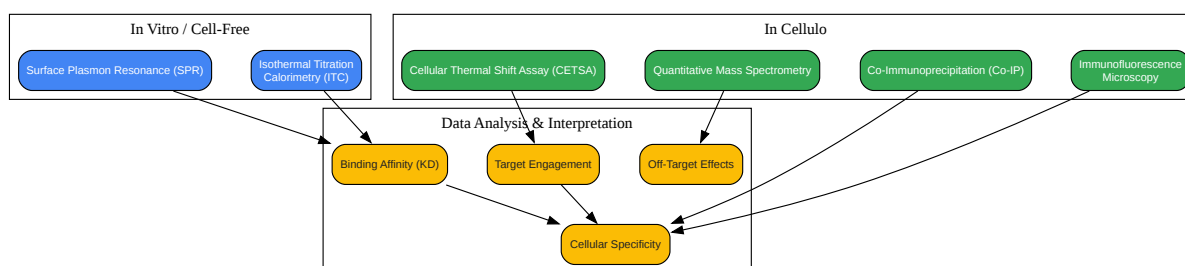 In Vitro / Cell-Free
In Cellulo
Surface Plasmon Resonance (SPR)
Isothermal Titration
Calorimetry (ITC)
Cellular Thermal Shift Assay (CETSA)
Quantitative Mass Spectrometry
Co-Immunoprecipitation (Co-IP)
Immunofluorescence
Microscopy
Data Analysis & Interpretation
Binding Affinity (KD)
Target Engagement
Off-Target Effects
Cellular Specificity